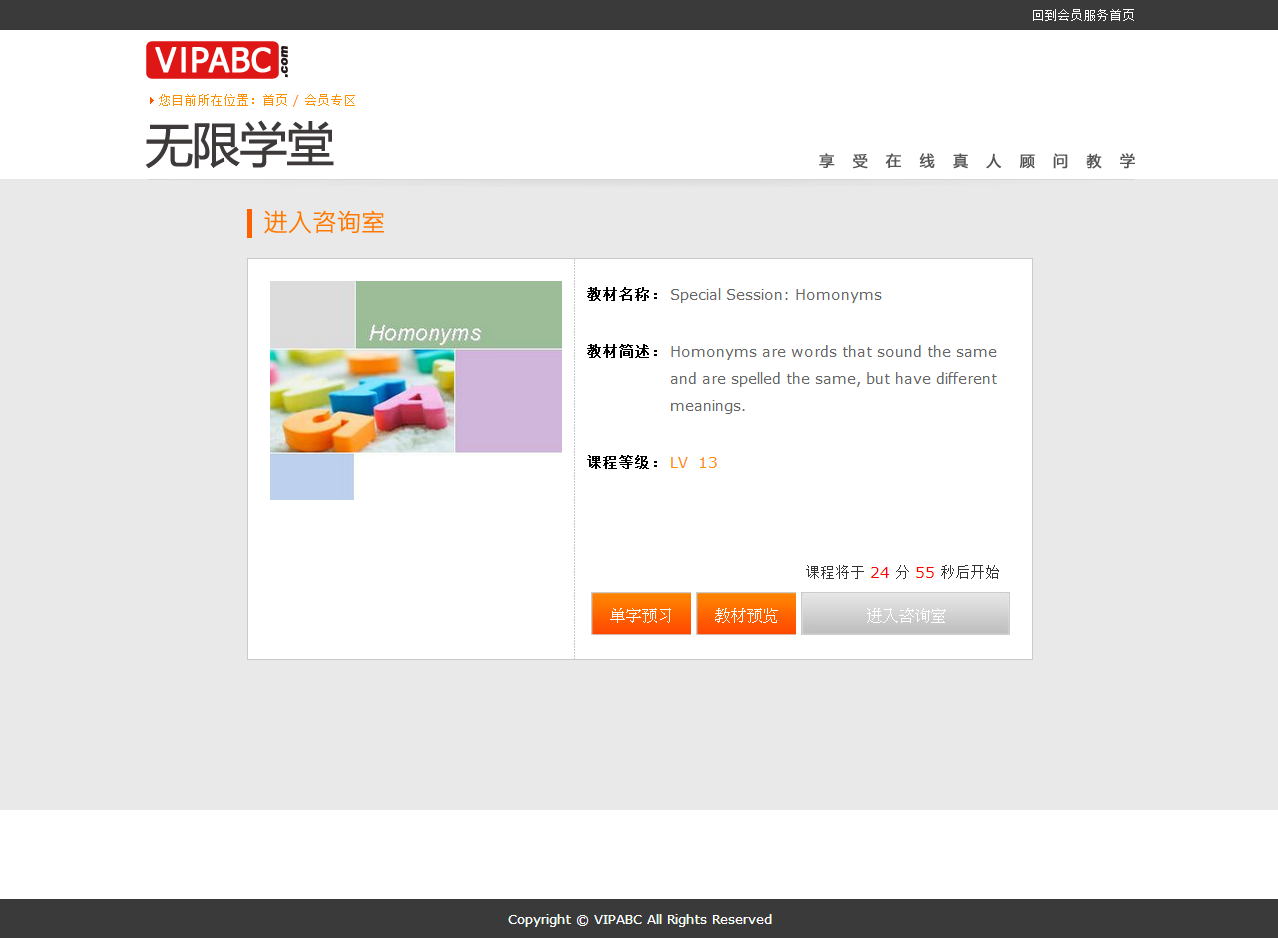 回到会员服务首页
VIPABC.com
您目前所在位置：首页 / 会员专区
无限学堂
享受在线真人顾问教学
进入咨询室
Homonyms
教材名称： Special Session: Homonyms
教材简述： Homonyms are words that sound the same
and are spelled the same, but have different
meanings.
课程等级： LV 13
课程将于 24 分 55 秒后开始
单字预习 教材预览 进入咨询室
Copyright © VIPABC All Rights Reserved